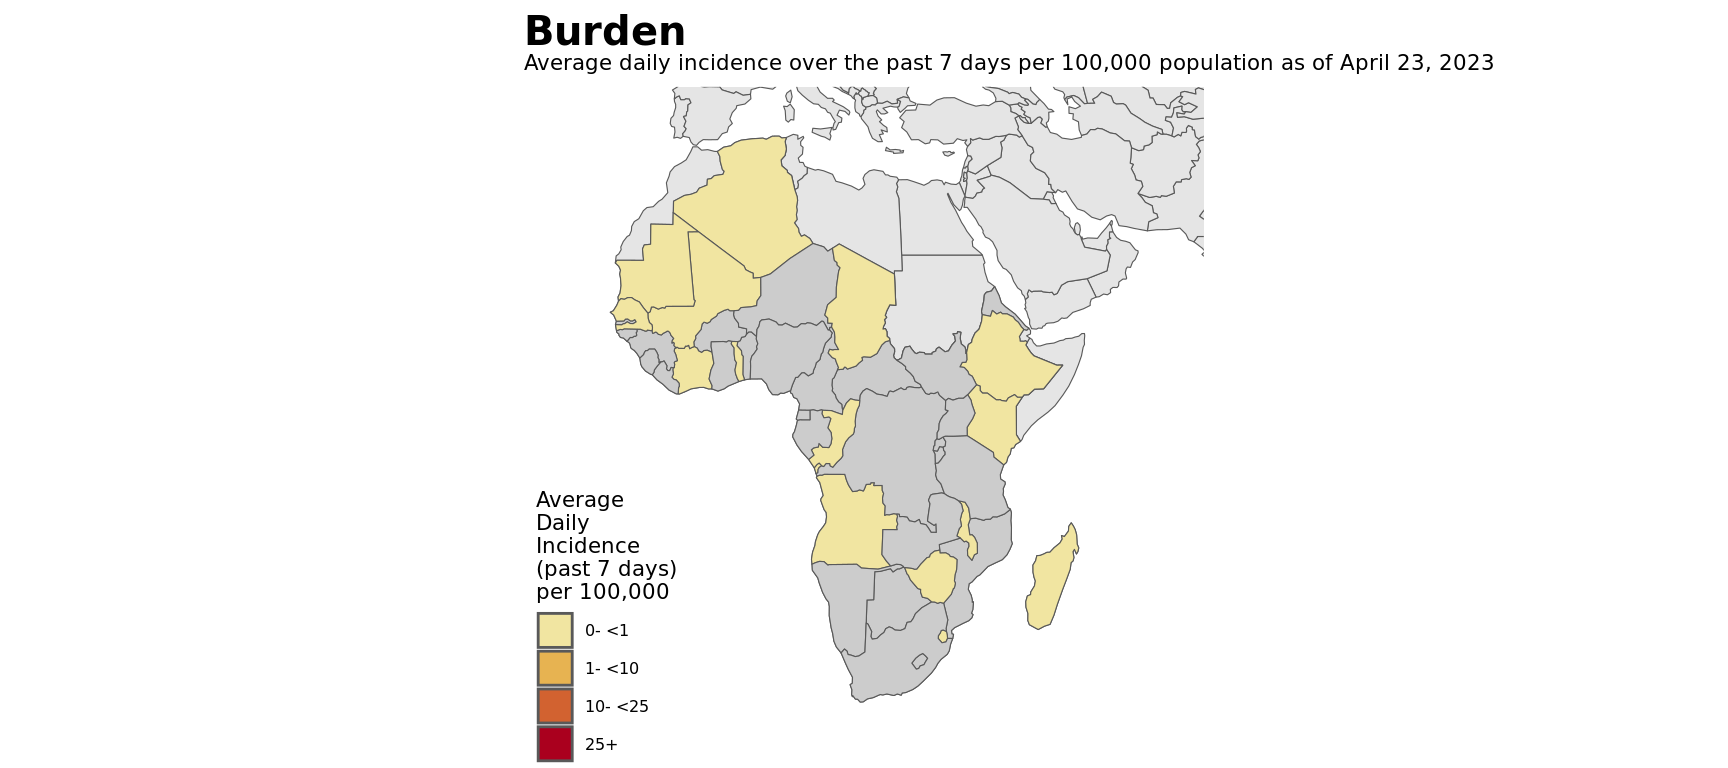 Burden
Average daily incidence over the past 7 days per 100,000 population as of April 23, 2023
Average
Daily
Incidence
(past 7 days)
per 100,000
0- <1
1- <10
10- <25
25+